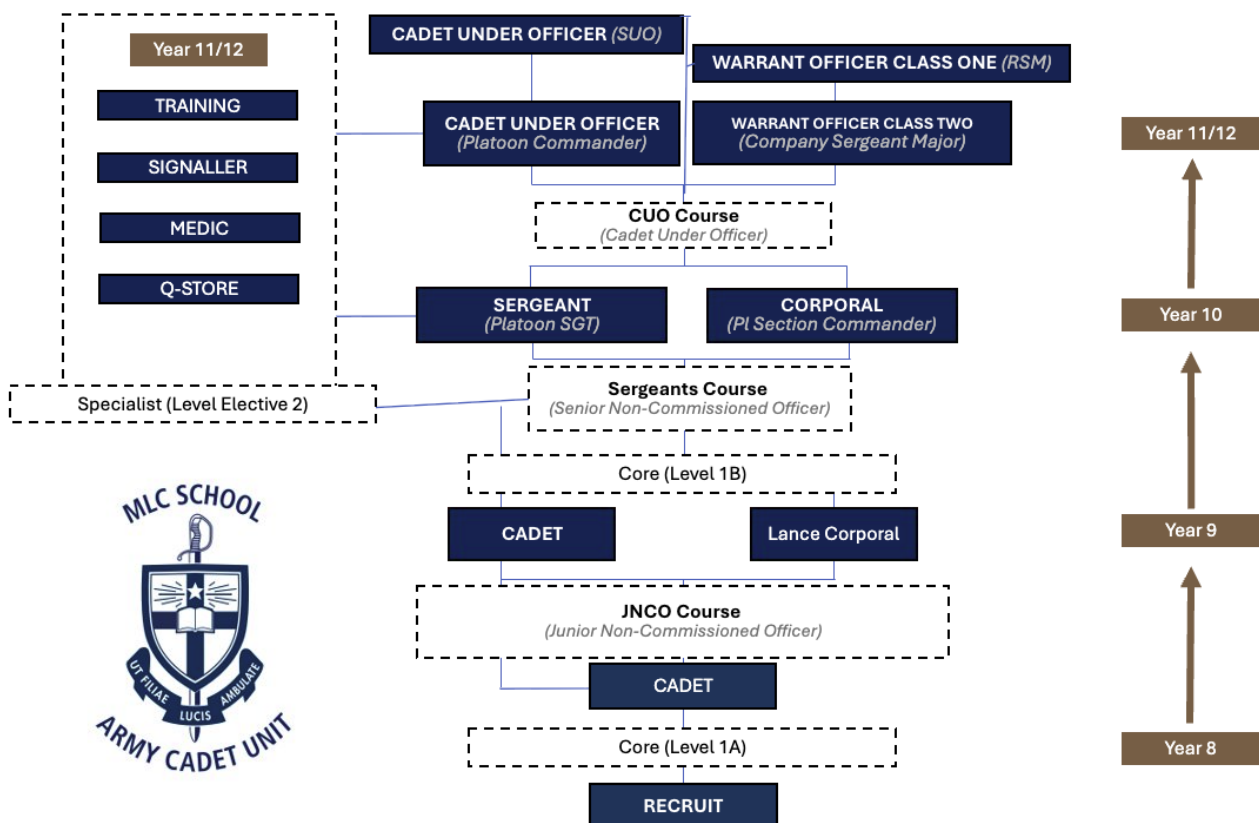 Year 11/12
TRAINING
SIGNALLER
MEDIC
Q-STORE
Specialist (Level Elective 2)
CADET UNDER OFFICER (SUO)
WARRANT OFFICER CLASS ONE (RSM)
CADET UNDER OFFICER
(Platoon Commander)
WARRANT OFFICER CLASS TWO
(Company Sergeant Major)
CUO Course
(Cadet Under Officer)
SERGEANT
(Platoon SGT)
CORPORAL
(Pl Section Commander)
Sergeants Course
(Senior Non-Commissioned Officer)
Core (Level 1B)
CADET
Lance Corporal
JNCO Course
(Junior Non-Commissioned Officer)
CADET
Core (Level 1A)
RECRUIT
Year 11/12
Year 10
Year 9
Year 8
MLC SCHOOL
UT FILIAE
LUCIS
AMBULATE
ARMY CADET UNIT